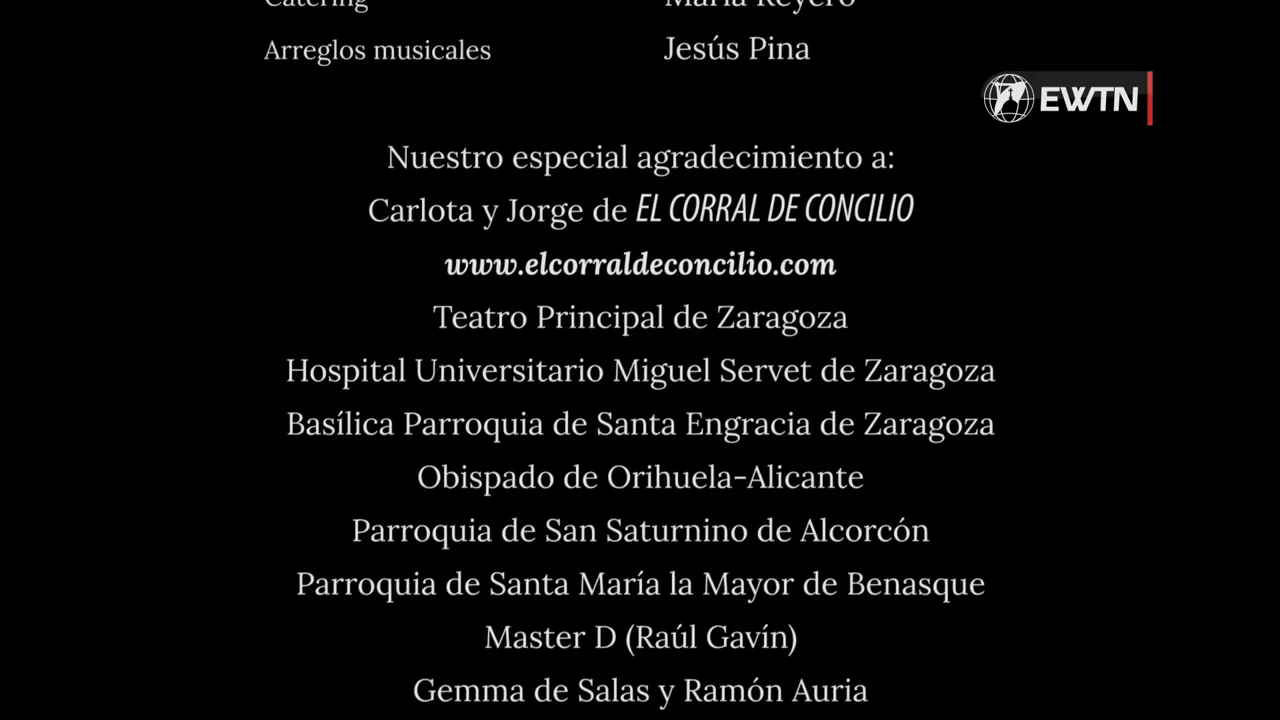 Catering María Reyero
Arreglos musicales Jesús Pina
EWTN
Nuestro especial agradecimiento a:
Carlota y Jorge de EL CORRAL DE CONCILIO
www.elcorraldeconcilio.com
Teatro Principal de Zaragoza
Hospital Universitario Miguel Servet de Zaragoza
Basílica Parroquia de Santa Engracia de Zaragoza
Obispado de Orihuela-Alicante
Parroquia de San Saturnino de Alcorcón
Parroquia de Santa María la Mayor de Benasque
Master D (Raúl Gavín)
Gemma de Salas y Ramón Auria